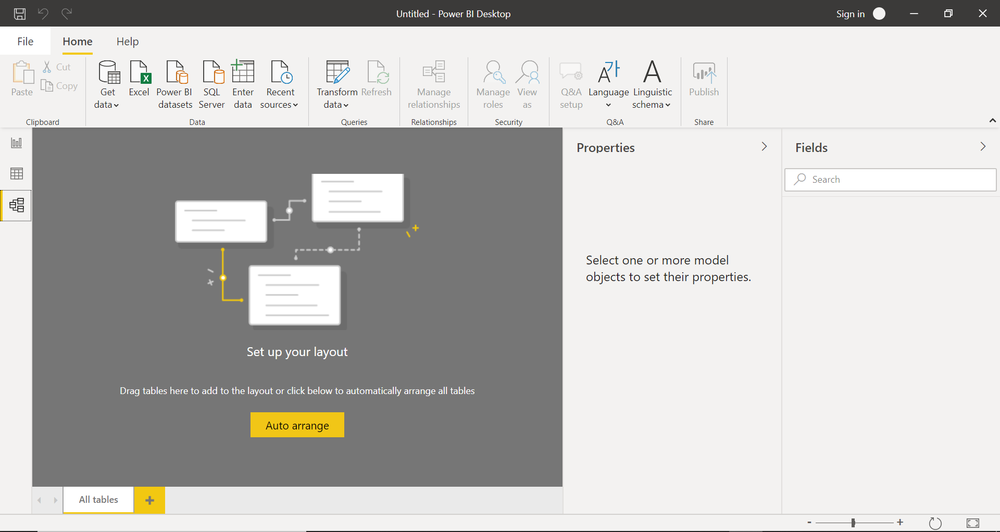 Untitled - Power BI Desktop
Sign in
File
Home
Help
Paste
Cut
Copy
Clipboard
Get
data
Excel
Power BI
datasets
SQL
Server
Enter
data
Recent
sources
Data
Transform
data
Refresh
Queries
Manage
relationships
Relationships
Manage
roles
View
as
Security
Q&A
setup
Language
Linguistic
schema
Q&A
Publish
Share
Set up your layout
Drag tables here to add to the layout or click below to automatically arrange all tables
Auto arrange
Properties
Select one or more model
objects to set their properties.
Fields
Search
All tables